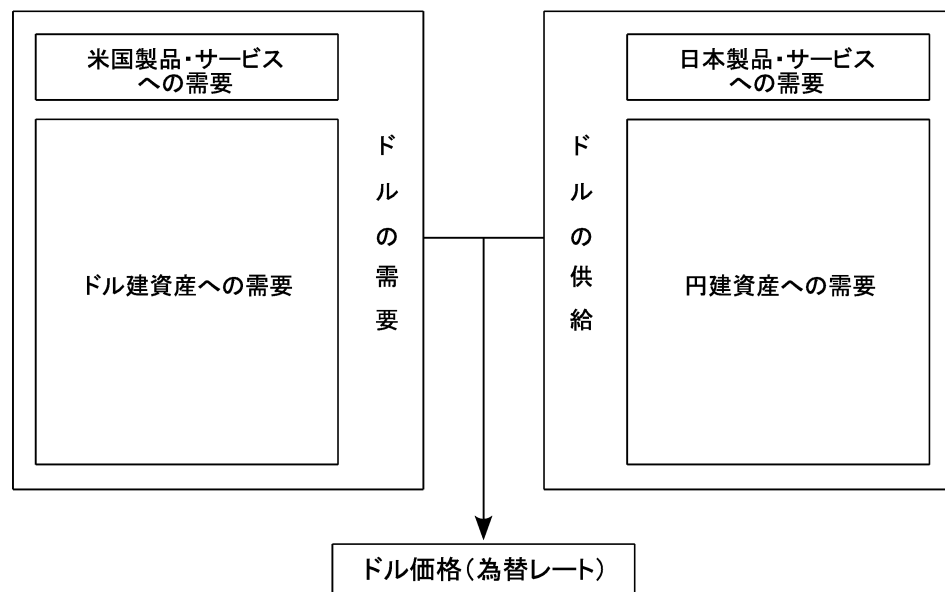 米国製品・サービス
への需要
ドル建資産への需要
ドルの需要
ドルの供給
日本製品・サービス
への需要
円建資産への需要
ドル価格(為替レート)